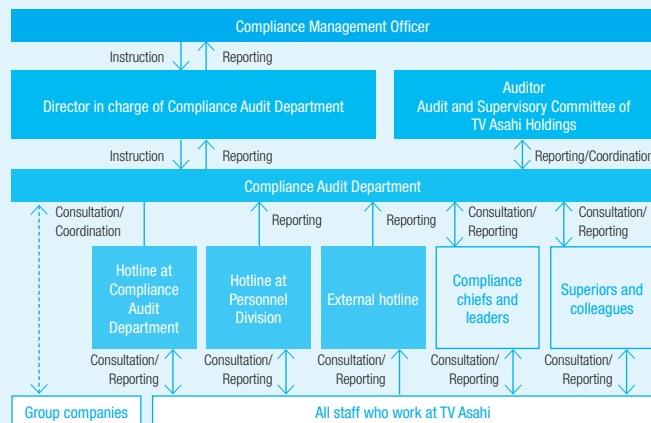 Compliance Management Officer
Instruction
Reporting
Director in charge of Compliance Audit Department
Auditor
Audit and Supervisory Committee of
TV Asahi Holdings
Instruction
Reporting
Reporting/Coordination
Compliance Audit Department
Consultation/
Coordination
Reporting
Reporting
Consultation/
Reporting
Consultation/
Reporting
Hotline at
Compliance
Audit
Department
Hotline at
Personnel
Division
External hotline
Compliance
chiefs and
leaders
Superiors and
colleagues
Consultation/
Reporting
Consultation/
Reporting
Consultation/
Reporting
Consultation/
Reporting
Consultation/
Reporting
Group companies
All staff who work at TV Asahi